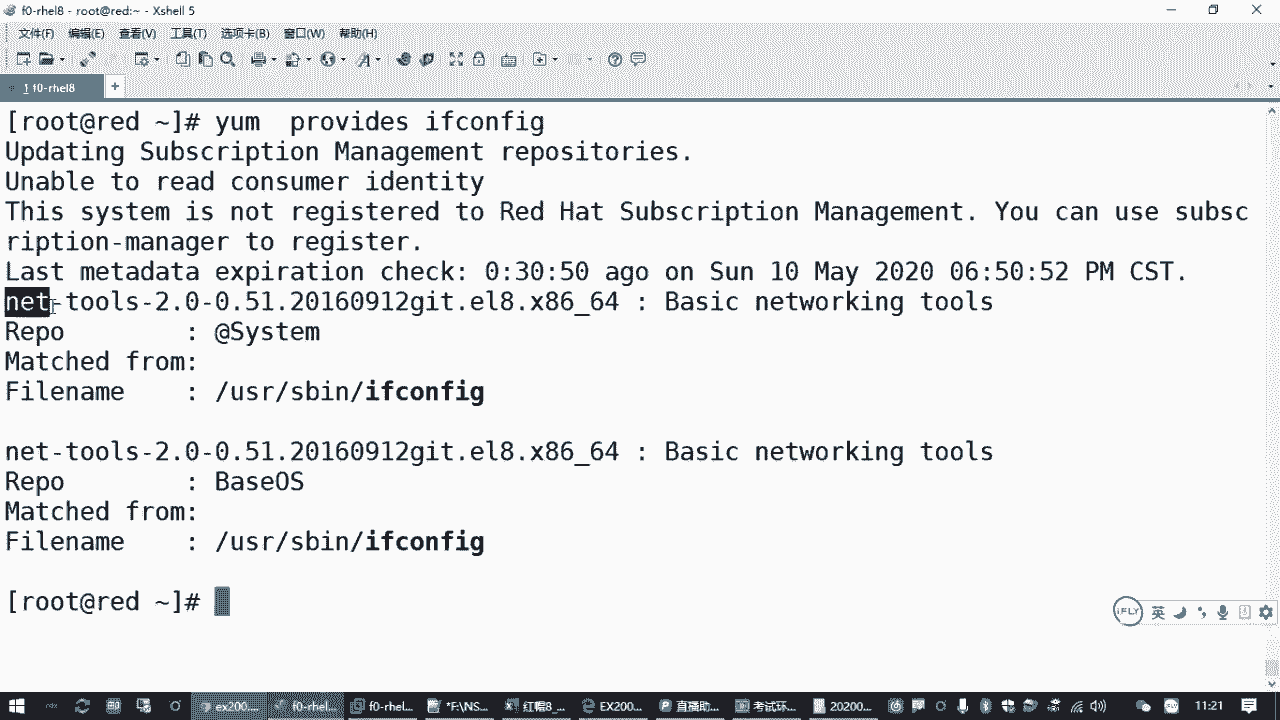 f0-rhel8 - root@red:~ - Xshell 5
文件(F) 编辑(E) 查看(V) 工具(T) 选项卡(B) 窗口(W) 帮助(H)
1 f0-rhel8
[root@red ~]# yum  provides ifconfig
Updating Subscription Management repositories.
Unable to read consumer identity
This system is not registered to Red Hat Subscription Management. You can use subsc
ription-manager to register.
Last metadata expiration check: 0:30:50 ago on Sun 10 May 2020 06:50:52 PM CST.
net-tools-2.0-0.51.20160912git.el8.x86_64 : Basic networking tools
Repo        : @System
Matched from:
Filename    : /usr/sbin/ifconfig
net-tools-2.0-0.51.20160912git.el8.x86_64 : Basic networking tools
Repo        : BaseOS
Matched from:
Filename    : /usr/sbin/ifconfig
[root@red ~]#
iFLY 英
ex200... f0-rhel... f0-rhel... *F:\NS... 红帽8_... EX200... 直播助... 考试环... 20200... 11:21